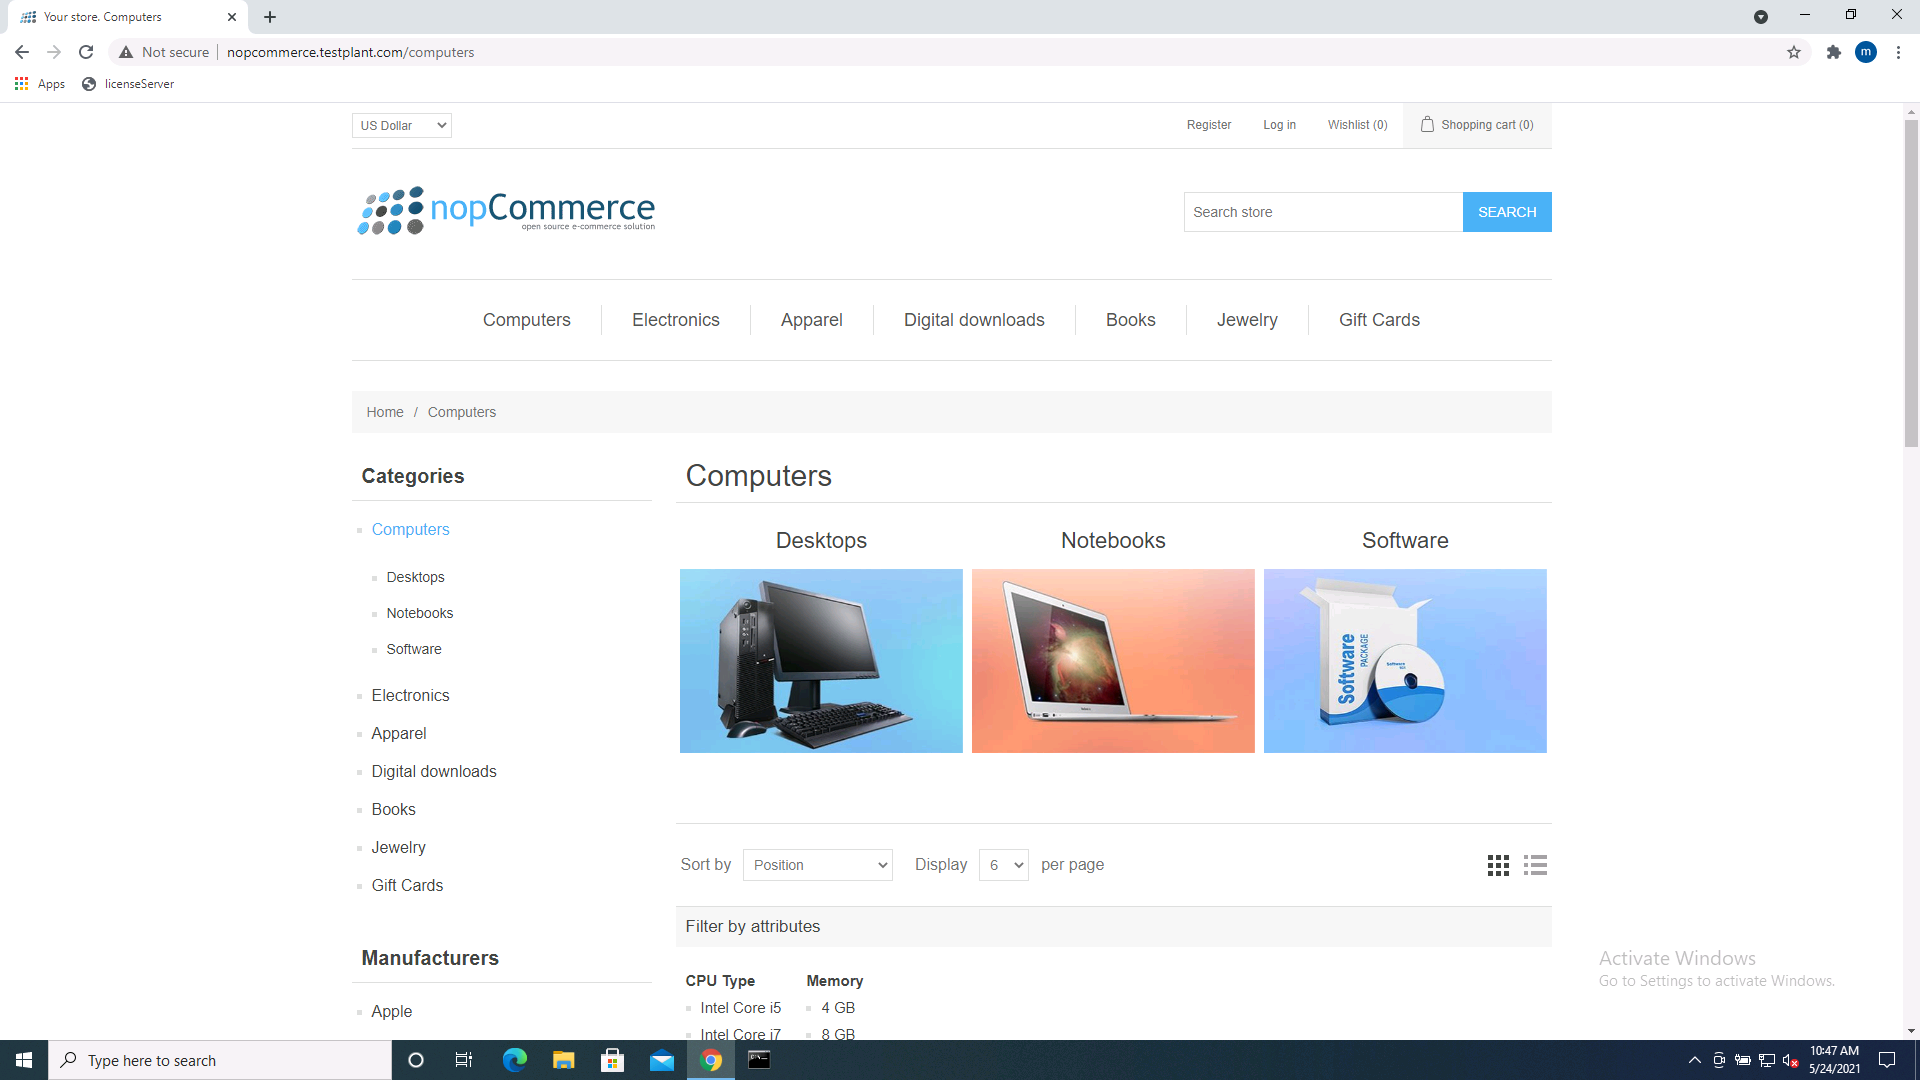 Your store. Computers
Not secure
nopcommerce.testplant.com/computers
m
Apps
licenseServer
US Dollar
Register
Log in
Wishlist (0)
Shopping cart (0)
nopCommerce
open source e-commerce solution
Search store
SEARCH
Computers
Electronics
Apparel
Digital downloads
Books
Jewelry
Gift Cards
Home / Computers
Categories
Computers
Desktops
Notebooks
Software
Electronics
Apparel
Digital downloads
Books
Jewelry
Gift Cards
Manufacturers
Apple
Computers
Desktops
Notebooks
Software
Software
PACKAGE
Software
Sort by
Position
Display
6
per page
Filter by attributes
CPU Type
Intel Core i5
Intel Core i7
Memory
4 GB
8 GB
Activate Windows
Go to Settings to activate Windows.
Type here to search
10:47 AM
5/24/2021